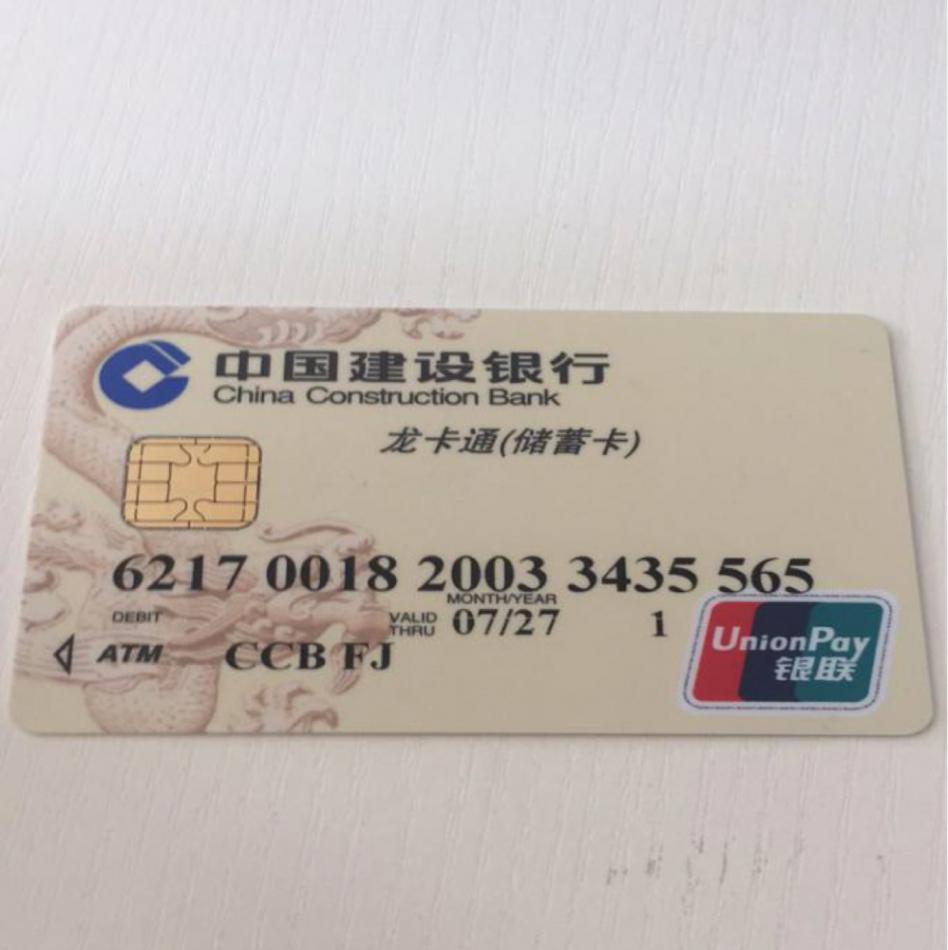 中国建设银行
China Construction Bank
龙卡通(储蓄卡)
6217 0018 2003 3435 565
MONTH/YEAR
DEBIT VALID THRU 07/27 1
ATM CCB FJ
UnionPay
银联